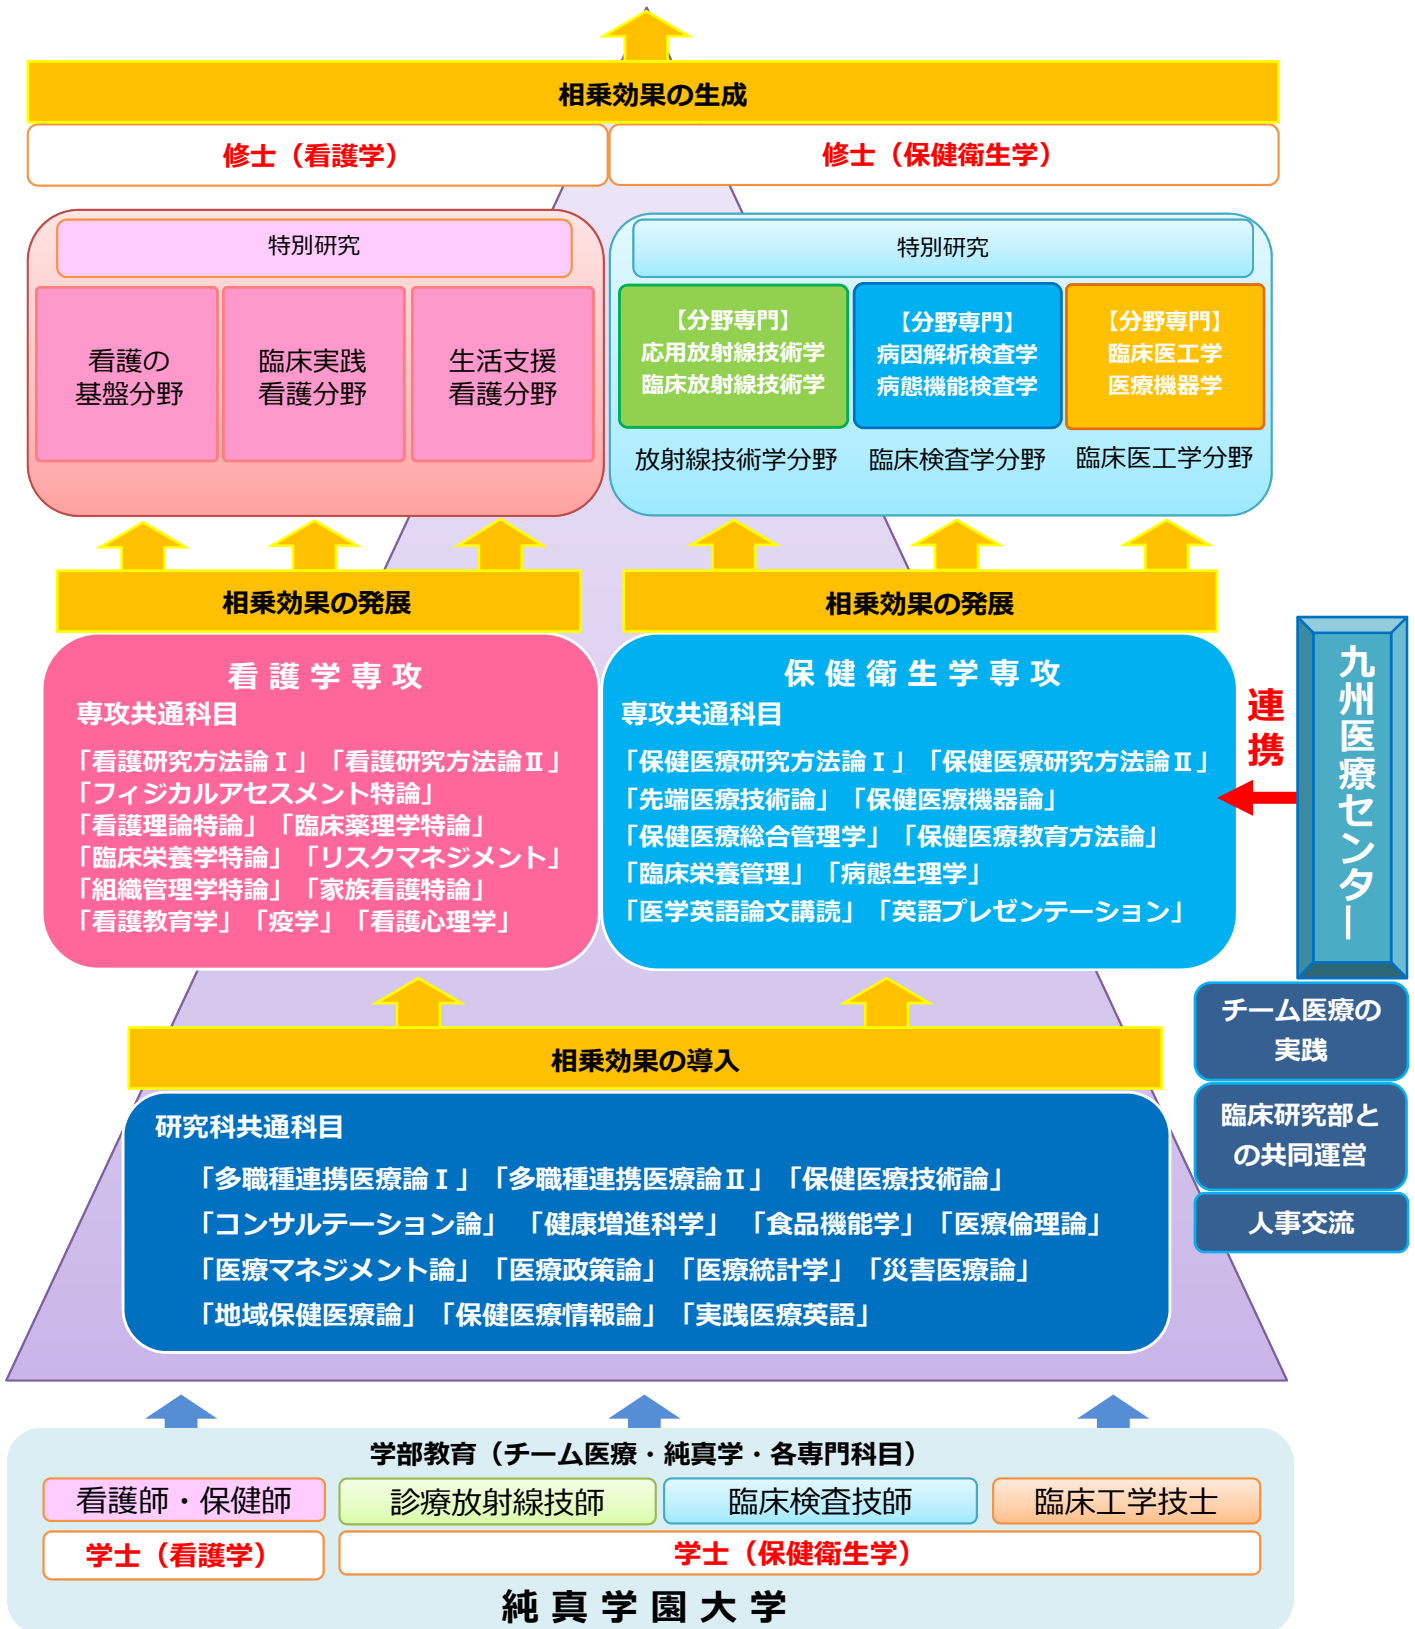 相乗効果の生成
修士（看護学）
修士（保健衛生学）
特別研究
看護の
基盤分野
臨床実践
看護分野
生活支援
看護分野
特別研究
【分野専門】
応用放射線技術学
臨床放射線技術学
放射線技術学分野
【分野専門】
病因解析検査学
病態機能検査学
臨床検査学分野
【分野専門】
臨床医工学
医療機器学
臨床医工学分野
相乗効果の発展
相乗効果の発展
看護学専攻
専攻共通科目
「看護研究方法論Ⅰ」「看護研究方法論Ⅱ」
「フィジカルアセスメント特論」
「看護理論特論」「臨床薬理学特論」
「臨床栄養学特論」「リスクマネジメント」
「組織管理学特論」「家族看護特論」
「看護教育学」「疫学」「看護心理学」
保健衛生学専攻
専攻共通科目
「保健医療研究方法論Ⅰ」「保健医療研究方法論Ⅱ」
「先端医療技術論」「保健医療機器論」
「保健医療総合管理学」「保健医療教育方法論」
「臨床栄養管理」「病態生理学」
「医学英語論文講読」「英語プレゼンテーション」
連
携
九州医療センター
チーム医療の
実践
臨床研究部と
の共同運営
人事交流
相乗効果の導入
研究科共通科目
「多職種連携医療論Ⅰ」「多職種連携医療論Ⅱ」「保健医療技術論」
「コンサルテーション論」「健康増進科学」「食品機能学」「医療倫理論」
「医療マネジメント論」「医療政策論」「医療統計学」「災害医療論」
「地域保健医療論」「保健医療情報論」「実践医療英語」
学部教育（チーム医療・純真学・各専門科目）
看護師・保健師
診療放射線技師
臨床検査技師
臨床工学技士
学士（看護学）
学士（保健衛生学）
純真学園大学